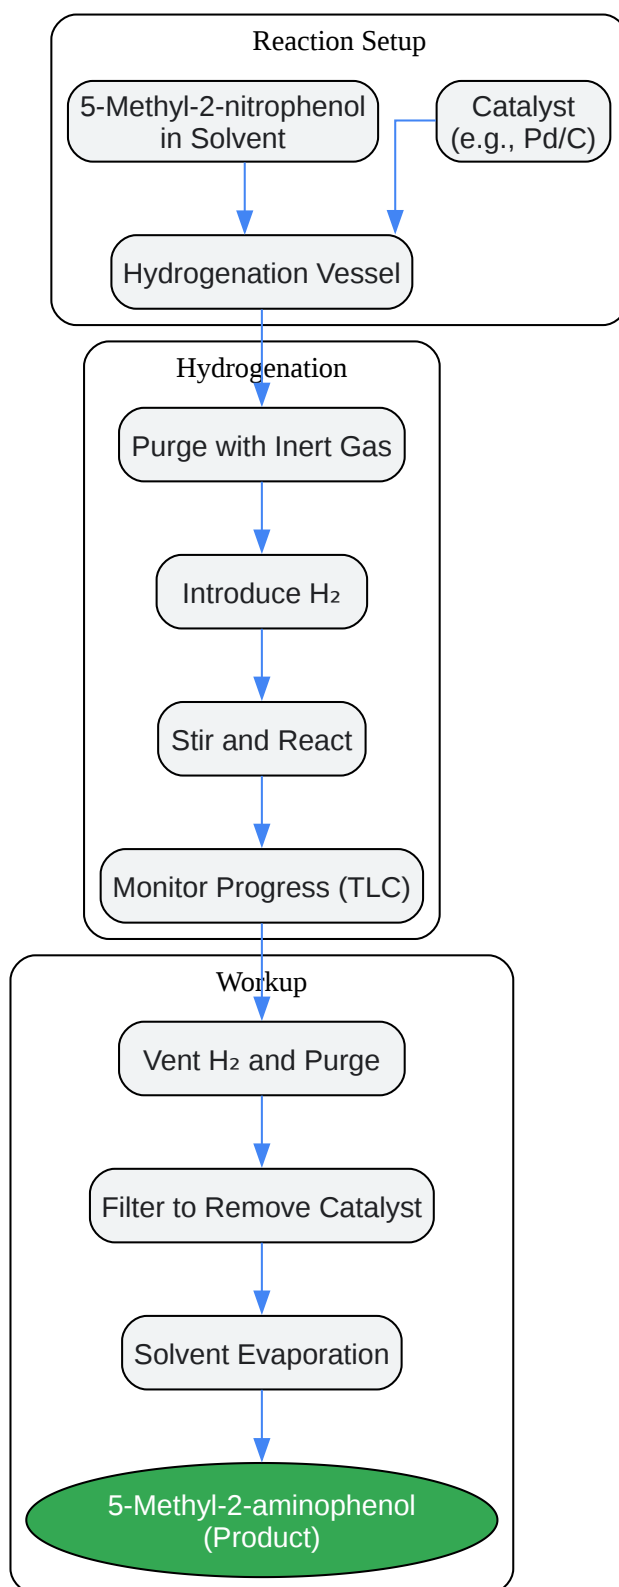 Reaction Setup
5-Methyl-2-nitrophenol
in Solvent
Catalyst
(e.g., Pd/C)
Hydrogenation Vessel
Hydrogenation
Purge with Inert Gas
Introduce H₂
Stir and React
Monitor Progress (TLC)
Workup
Vent H₂ and Purge
Filter to Remove Catalyst
Solvent Evaporation
5-Methyl-2-aminophenol
(Product)